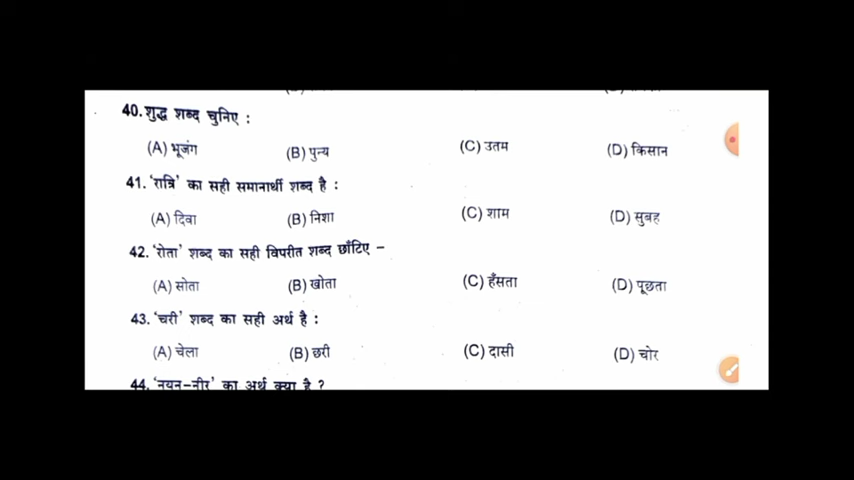 40. शुद्ध शब्द चुनिए :
(A) भूजंग (B) पुन्य (C) उतम (D) किसान
41. 'रात्रि' का सही समानार्थी शब्द है :
(A) दिवा (B) निशा (C) शाम (D) सुबह
42. 'रोता' शब्द का सही विपरीत शब्द छाँटिए –
(A) सोता (B) खोता (C) हँसता (D) पूछता
43. 'चरी' शब्द का सही अर्थ है :
(A) चेला (B) छरी (C) दासी (D) चोर
44. 'नयन-नीर' का अर्थ क्या है ?